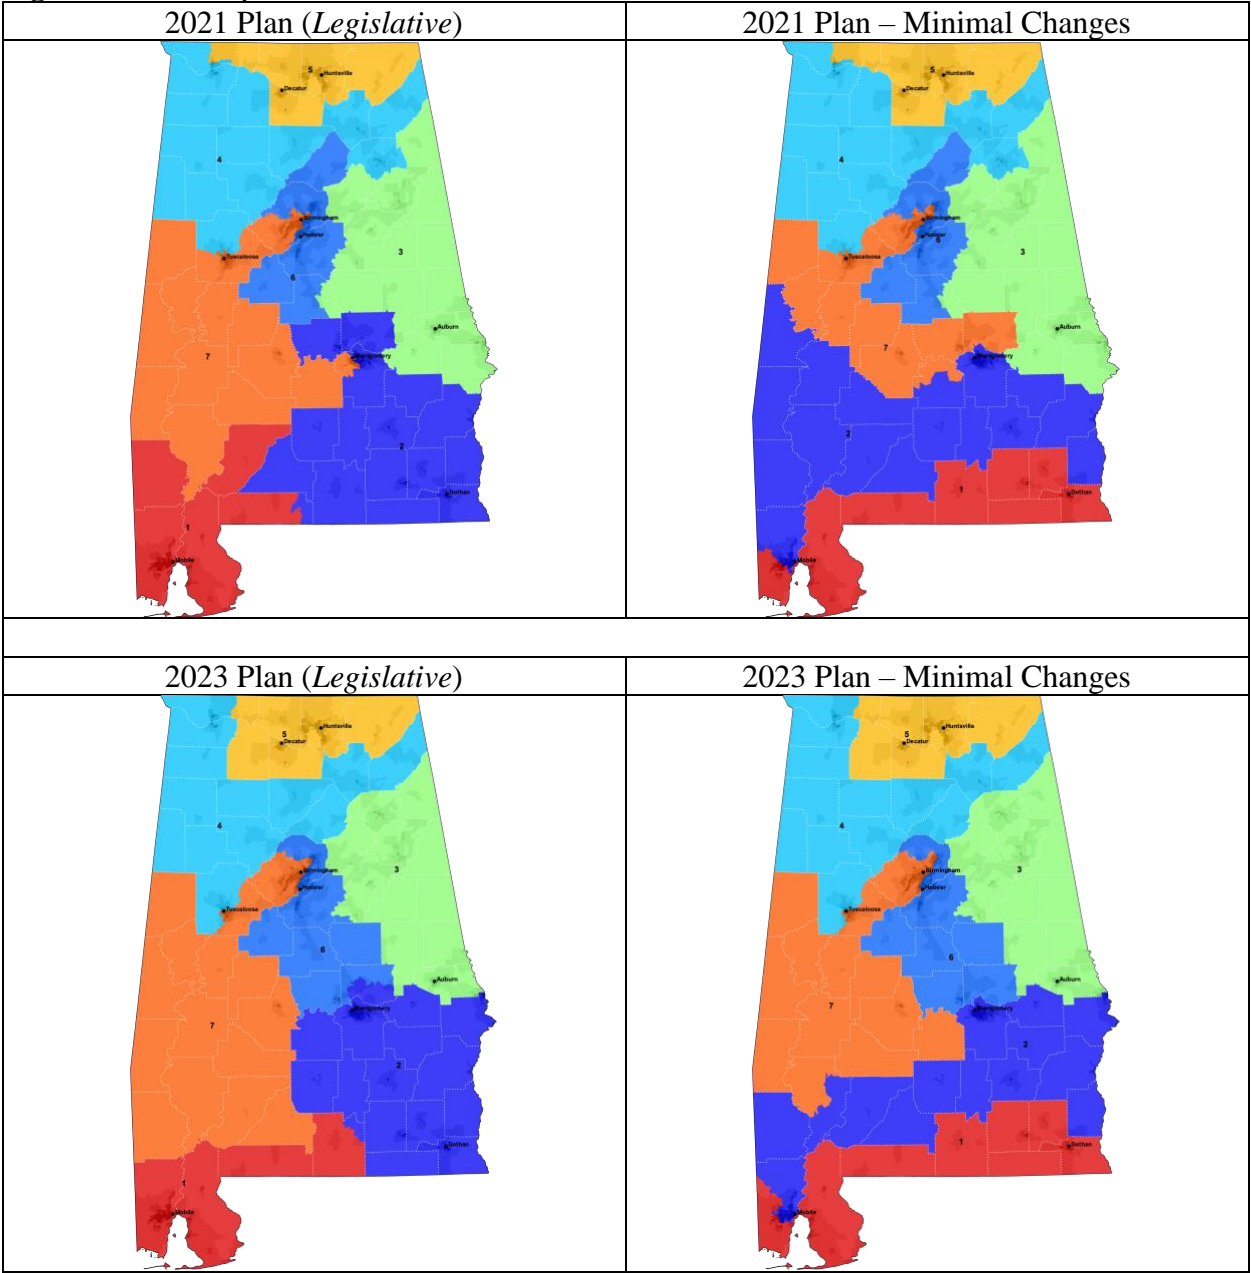 2021 Plan (Legislative)
2021 Plan – Minimal Changes
5
Huntsville
Decatur
4
Birmingham
Hoover
Tuscaloosa
3
6
Auburn
Montgomery
7
2
Dothan
1
Mobile
5
Huntsville
Decatur
4
Birmingham
Hoover
6
Tuscaloosa
3
Auburn
7
Montgomery
2
1
Dothan
Mobile
2023 Plan (Legislative)
2023 Plan – Minimal Changes
Huntsville
5
Decatur
4
Birmingham
3
Hoover
Tuscaloosa
6
Auburn
Montgomery
7
2
Dothan
1
Mobile
Huntsville
5
Decatur
4
Birmingham
3
Hoover
Tuscaloosa
6
Auburn
7
Montgomery
2
1
Dothan
Mobile